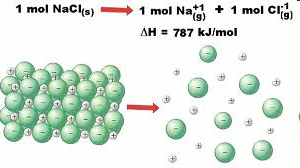 1 mol NaCl(s) → 1 mol Na⁺¹(g) + 1 mol Cl⁻¹(g)
ΔH = 787 kJ/mol